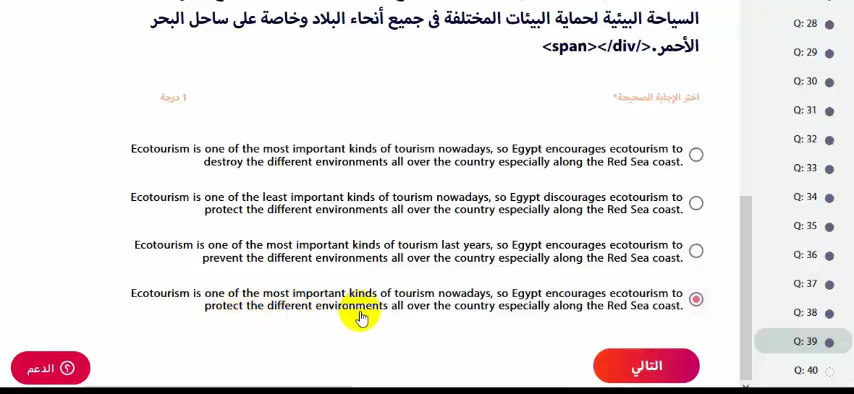 السياحة البيئية لحماية البيئات المختلفة في جميع أنحاء البلاد وخاصة على ساحل البحر
الأحمر.</span></div>
اختر الإجابة الصحيحة*
1 درجة
Ecotourism is one of the most important kinds of tourism nowadays, so Egypt encourages ecotourism to
destroy the different environments all over the country especially along the Red Sea coast.
Ecotourism is one of the least important kinds of tourism nowadays, so Egypt discourages ecotourism to
protect the different environments all over the country especially along the Red Sea coast.
Ecotourism is one of the most important kinds of tourism last years, so Egypt encourages ecotourism to
prevent the different environments all over the country especially along the Red Sea coast.
Ecotourism is one of the most important kinds of tourism nowadays, so Egypt encourages ecotourism to
protect the different environments all over the country especially along the Red Sea coast.
التالي
الدعم
Q: 28
Q: 29
Q: 30
Q: 31
Q: 32
Q: 33
Q: 34
Q: 35
Q: 36
Q: 37
Q: 38
Q: 39
Q: 40